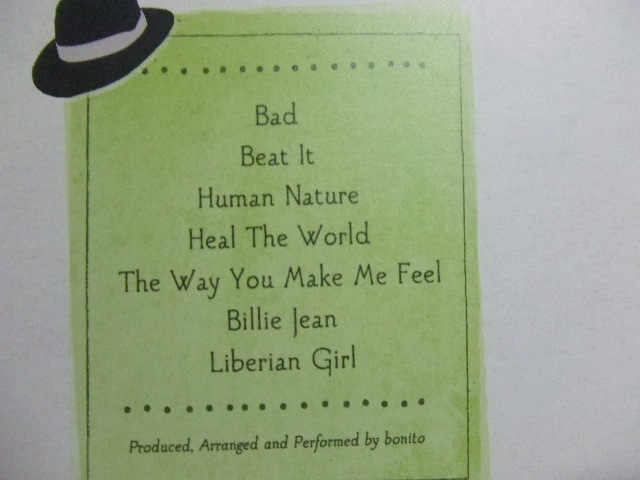 Bad
Beat It
Human Nature
Heal The World
The Way You Make Me Feel
Billie Jean
Liberian Girl
Produced, Arranged and Performed by bonito